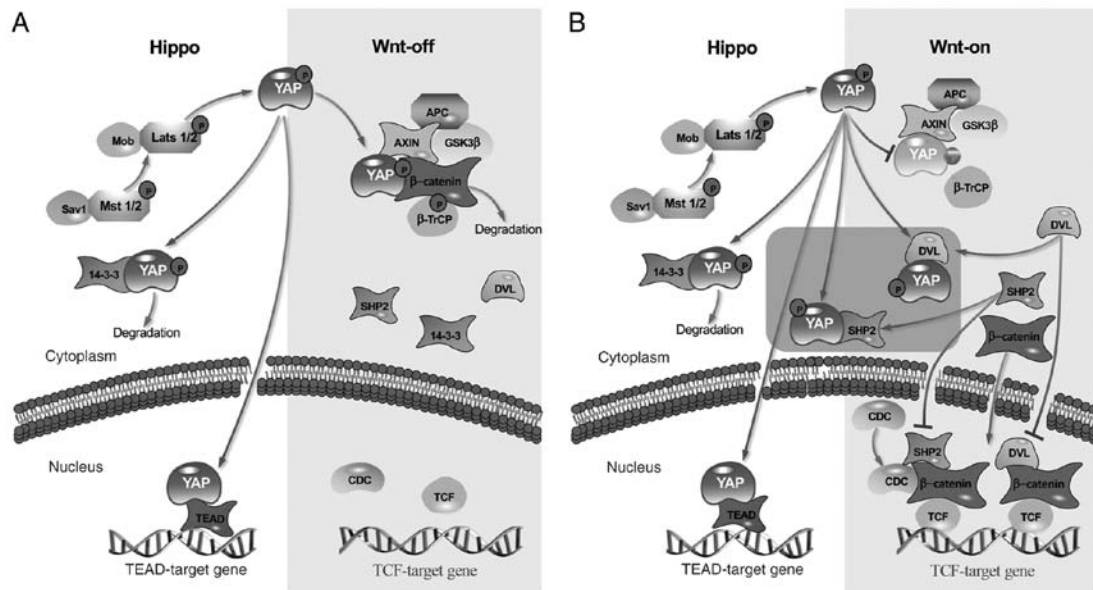 A
Hippo
Wnt-off
YAP
P
APC
AXIN
GSK3β
Mob
Lats 1/2
P
YAP
P
β-catenin
P
β-TrCP
Sav1
Mst 1/2
P
Degradation
14-3-3
YAP
P
DVL
SHP2
Degradation
14-3-3
Cytoplasm
Nucleus
YAP
CDC
TCF
TEAD
TEAD-target gene
TCF-target gene
B
Hippo
Wnt-on
YAP
P
APC
AXIN
GSK3β
Mob
Lats 1/2
P
YAP
β-TrCP
Sav1
Mst 1/2
P
DVL
DVL
14-3-3
YAP
P
YAP
P
SHP2
P
YAP
SHP2
Degradation
β-catenin
Cytoplasm
CDC
Nucleus
SHP2
DVL
YAP
CDC
β-catenin
β-catenin
TEAD
TCF
TCF
TEAD-target gene
TCF-target gene